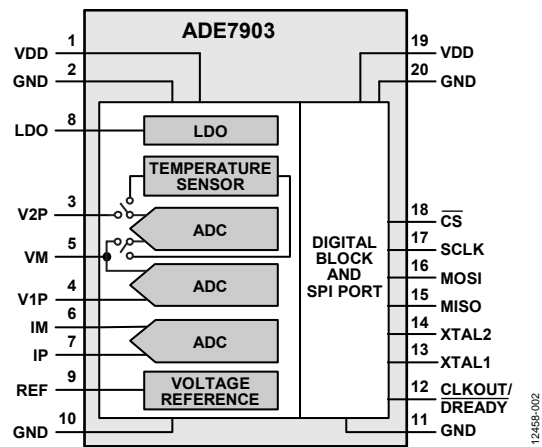 ADE7903
1
VDD
2
GND
8
LDO
3
V2P
5
VM
4
V1P
6
IM
7
IP
9
REF
10
GND
LDO
TEMPERATURE
SENSOR
ADC
ADC
ADC
VOLTAGE
REFERENCE
DIGITAL
BLOCK
AND
SPI PORT
19
VDD
20
GND
18
CS
17
SCLK
16
MOSI
15
MISO
14
XTAL2
13
XTAL1
12
CLKOUT/
DREADY
11
GND
12458-002